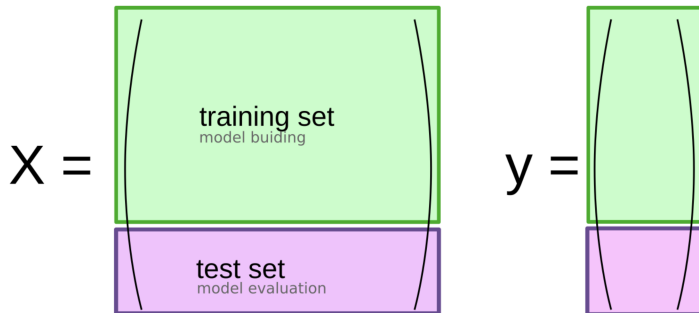 X =
training set
model buiding
test set
model evaluation
y =